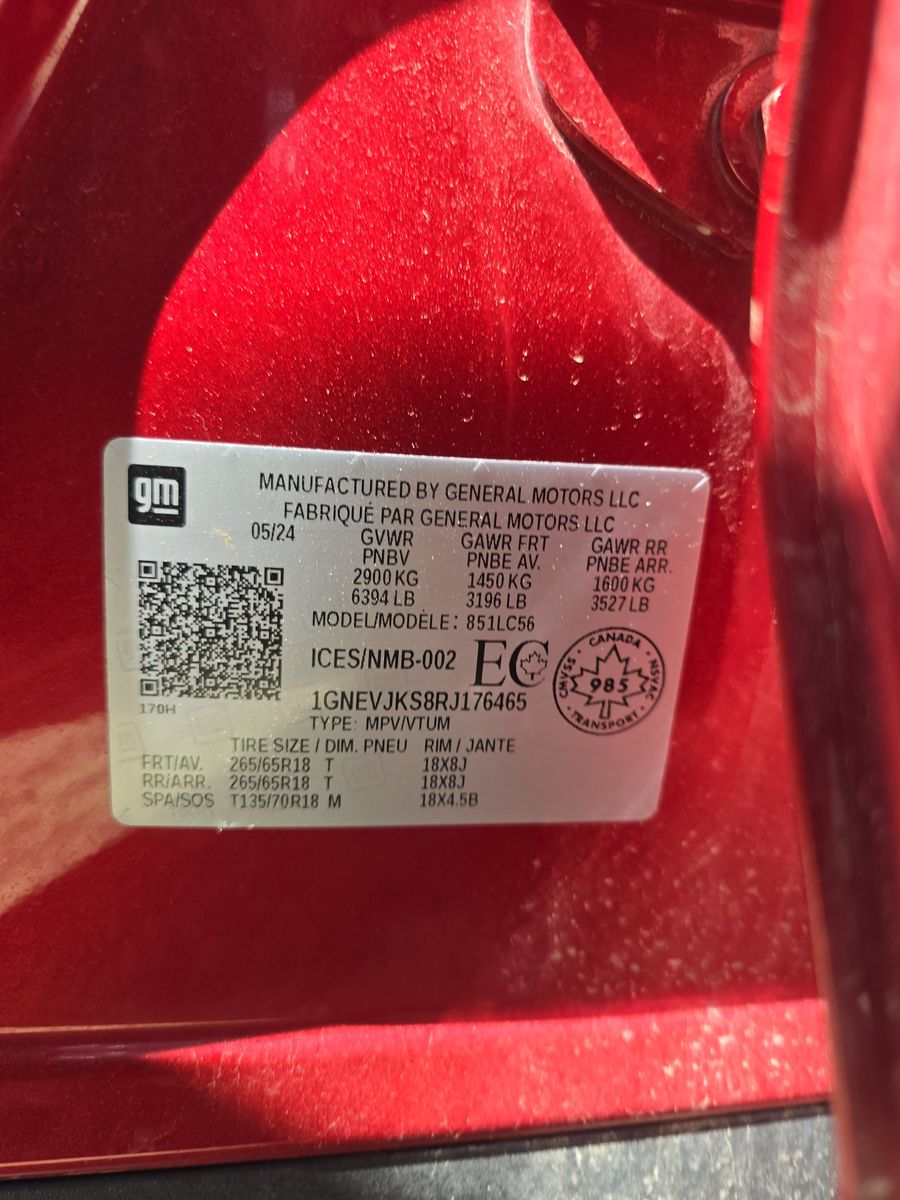 gm
MANUFACTURED BY GENERAL MOTORS LLC
FABRIQUÉ PAR GENERAL MOTORS LLC
05/24 GVWR GAWR FRT GAWR RR
PNBV PNBE AV. PNBE ARR.
2900 KG 1450 KG 1600 KG
6394 LB 3196 LB 3527 LB
MODEL/MODÈLE: 851LC56
ICES/NMB-002 EC
CANADA
CMVSS 985 NSVAC
TRANSPORT
1GNEVJKS8RJ176465
170H
TYPE: MPV/VTUM
TIRE SIZE / DIM. PNEU RIM / JANTE
FRT/AV. 265/65R18 T 18X8J
RR/ARR. 265/65R18 T 18X8J
SPA/SOS T135/70R18 M 18X4.5B